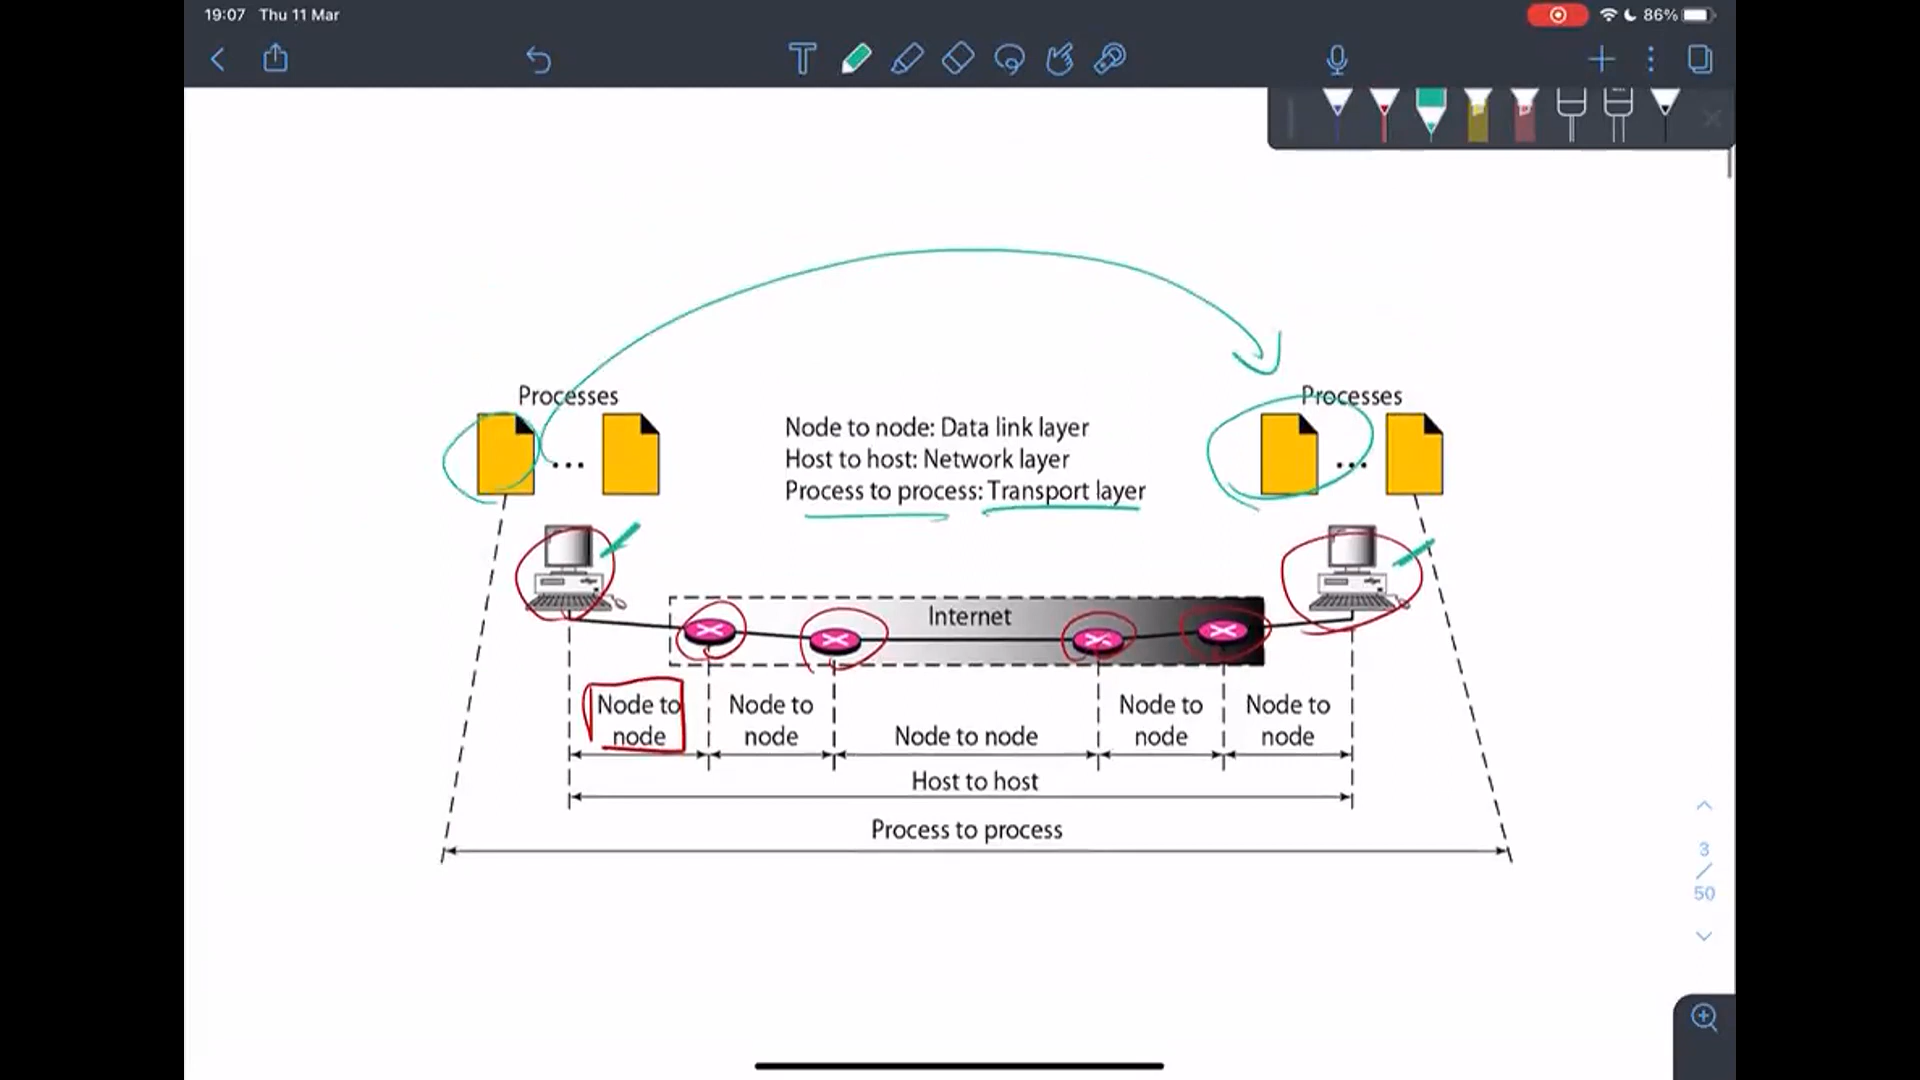 19:07 Thu 11 Mar
86%
Processes
Processes
Node to node: Data link layer
Host to host: Network layer
Process to process: Transport layer
Internet
Node to
node
Node to
node
Node to node
Node to
node
Node to
node
Host to host
Process to process
3
/
50